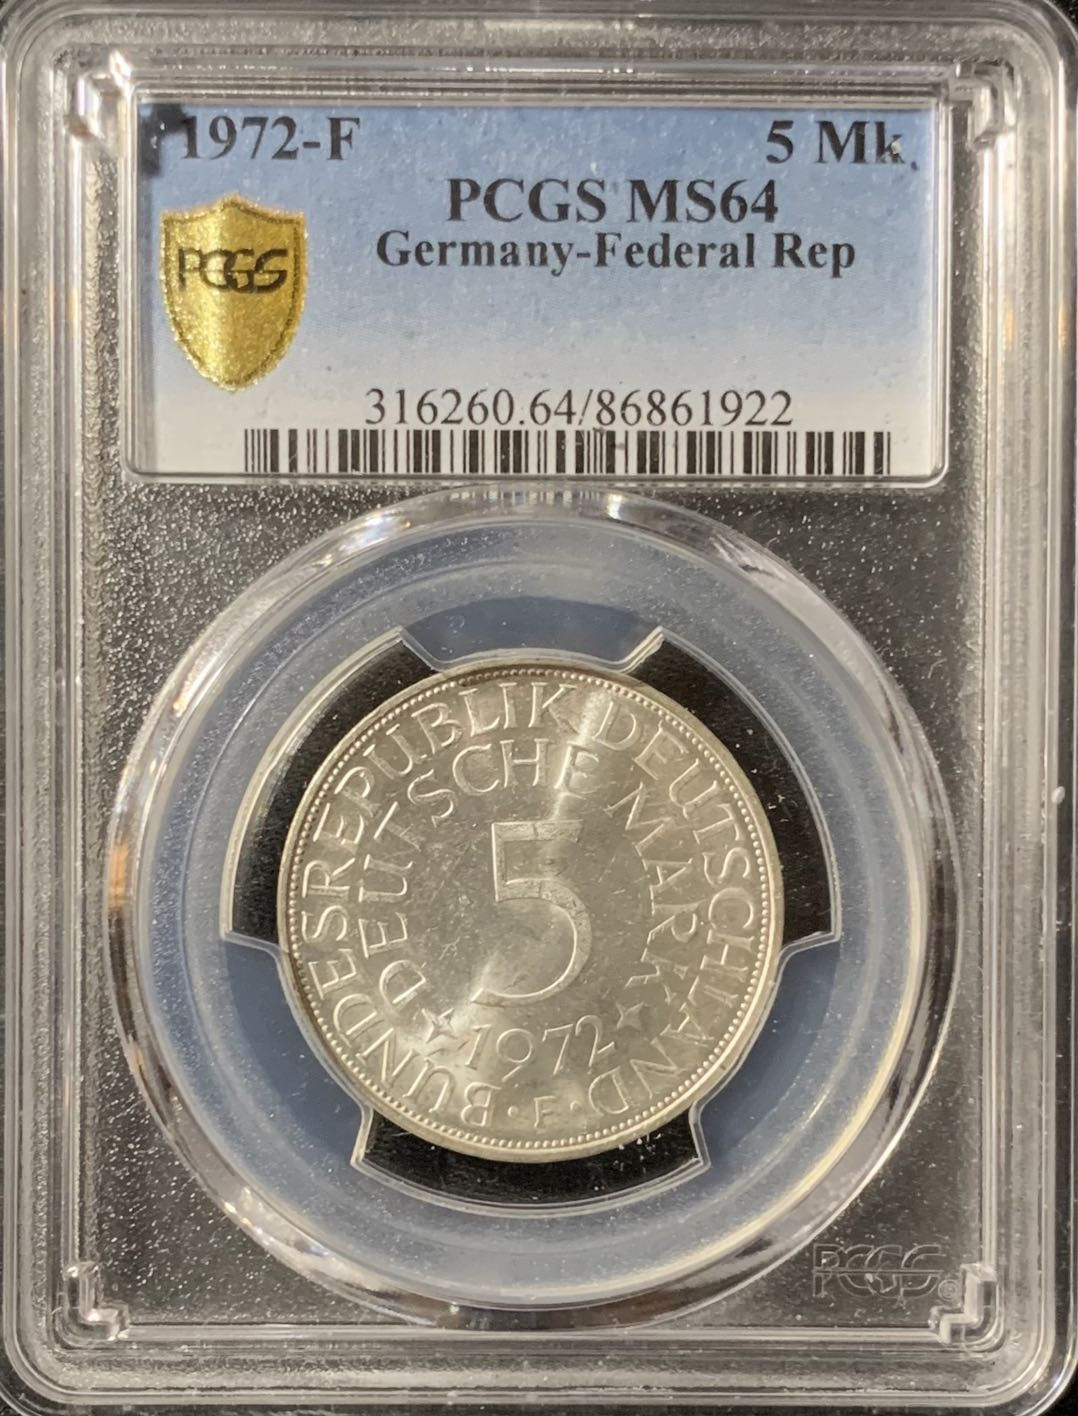 1972-F 5 Mk.
PCGS MS64
Germany-Federal Rep
PCGS
316260.64/86861922
BUNDESREPUBLIK DEUTSCHLAND
DEUTSCHE MARK
5
1972
· F ·
PCGS